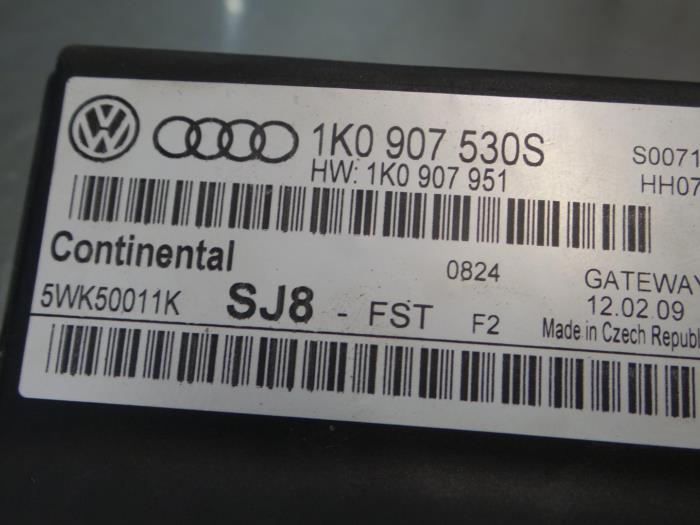 1K0 907 530S S0071
HW: 1K0 907 951 HH07
Continental 0824 GATEWAY
5WK50011K SJ8 - FST F2 12.02.09
Made in Czech Republ